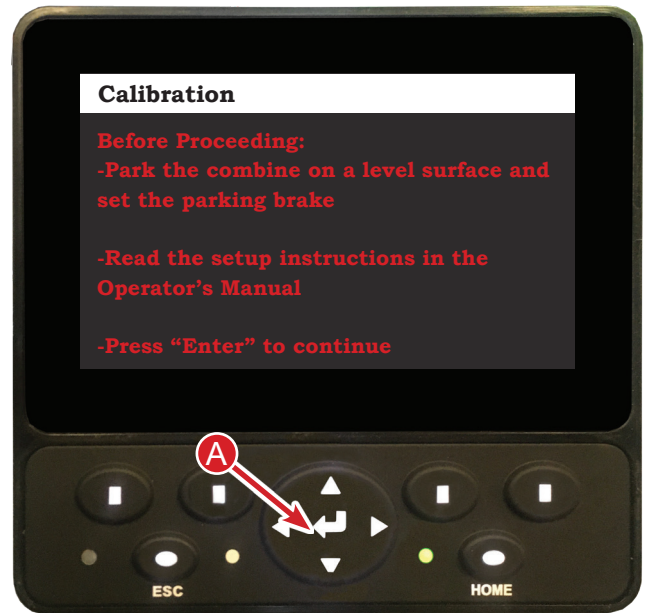 Calibration
Before Proceeding:
-Park the combine on a level surface and
set the parking brake
-Read the setup instructions in the
Operator’s Manual
-Press “Enter” to continue
A
ESC
HOME